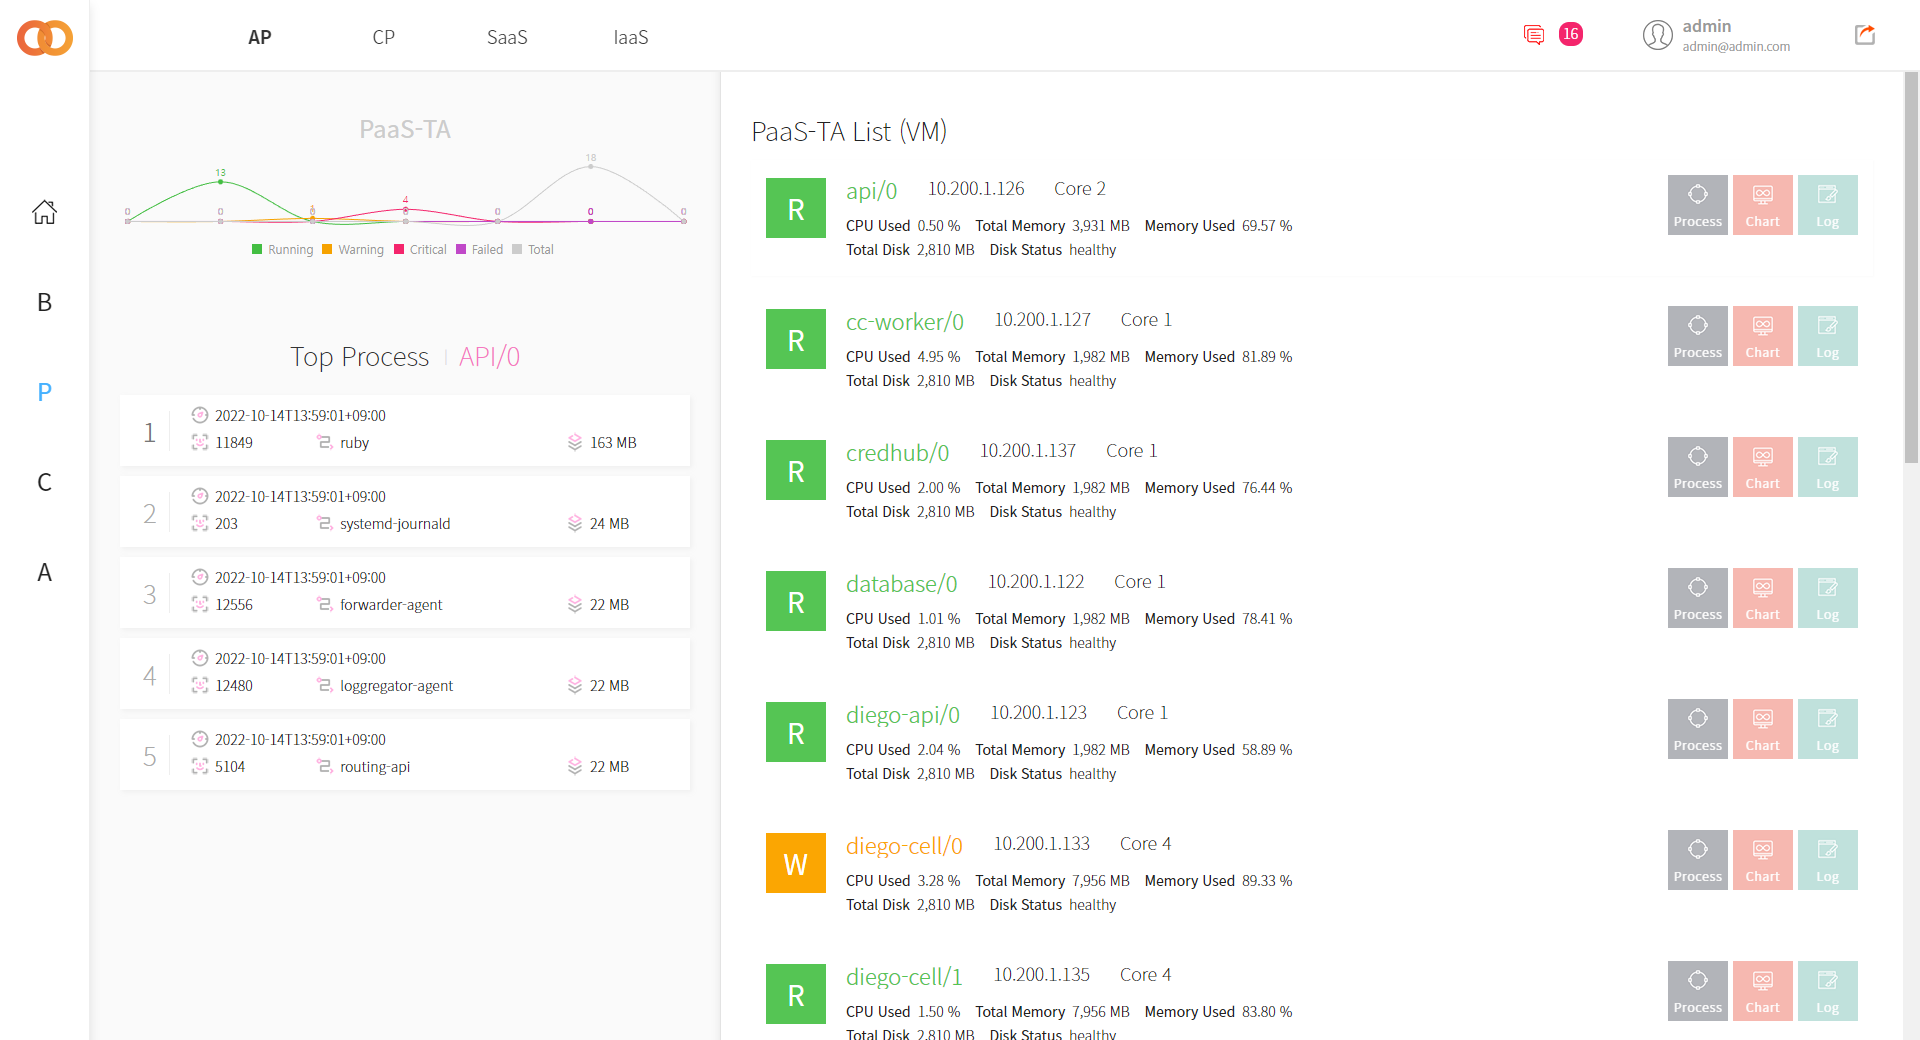 AP CP SaaS IaaS 16 admin
admin@admin.com
B
P
C
A
PaaS-TA
18
13
4
1
0 0 0 0 0 0 0
Running Warning Critical Failed Total
Top Process API/0
1 2022-10-14T13:59:01+09:00
11849 ruby 163 MB
2 2022-10-14T13:59:01+09:00
203 systemd-journald 24 MB
3 2022-10-14T13:59:01+09:00
12556 forwarder-agent 22 MB
4 2022-10-14T13:59:01+09:00
12480 loggregator-agent 22 MB
5 2022-10-14T13:59:01+09:00
5104 routing-api 22 MB
PaaS-TA List (VM)
R api/0 10.200.1.126 Core 2
CPU Used 0.50 % Total Memory 3,931 MB Memory Used 69.57 %
Total Disk 2,810 MB Disk Status healthy
Process Chart Log
R cc-worker/0 10.200.1.127 Core 1
CPU Used 4.95 % Total Memory 1,982 MB Memory Used 81.89 %
Total Disk 2,810 MB Disk Status healthy
Process Chart Log
R credhub/0 10.200.1.137 Core 1
CPU Used 2.00 % Total Memory 1,982 MB Memory Used 76.44 %
Total Disk 2,810 MB Disk Status healthy
Process Chart Log
R database/0 10.200.1.122 Core 1
CPU Used 1.01 % Total Memory 1,982 MB Memory Used 78.41 %
Total Disk 2,810 MB Disk Status healthy
Process Chart Log
R diego-api/0 10.200.1.123 Core 1
CPU Used 2.04 % Total Memory 1,982 MB Memory Used 58.89 %
Total Disk 2,810 MB Disk Status healthy
Process Chart Log
W diego-cell/0 10.200.1.133 Core 4
CPU Used 3.28 % Total Memory 7,956 MB Memory Used 89.33 %
Total Disk 2,810 MB Disk Status healthy
Process Chart Log
R diego-cell/1 10.200.1.135 Core 4
CPU Used 1.50 % Total Memory 7,956 MB Memory Used 83.80 %
Total Disk 2,810 MB Disk Status healthy
Process Chart Log